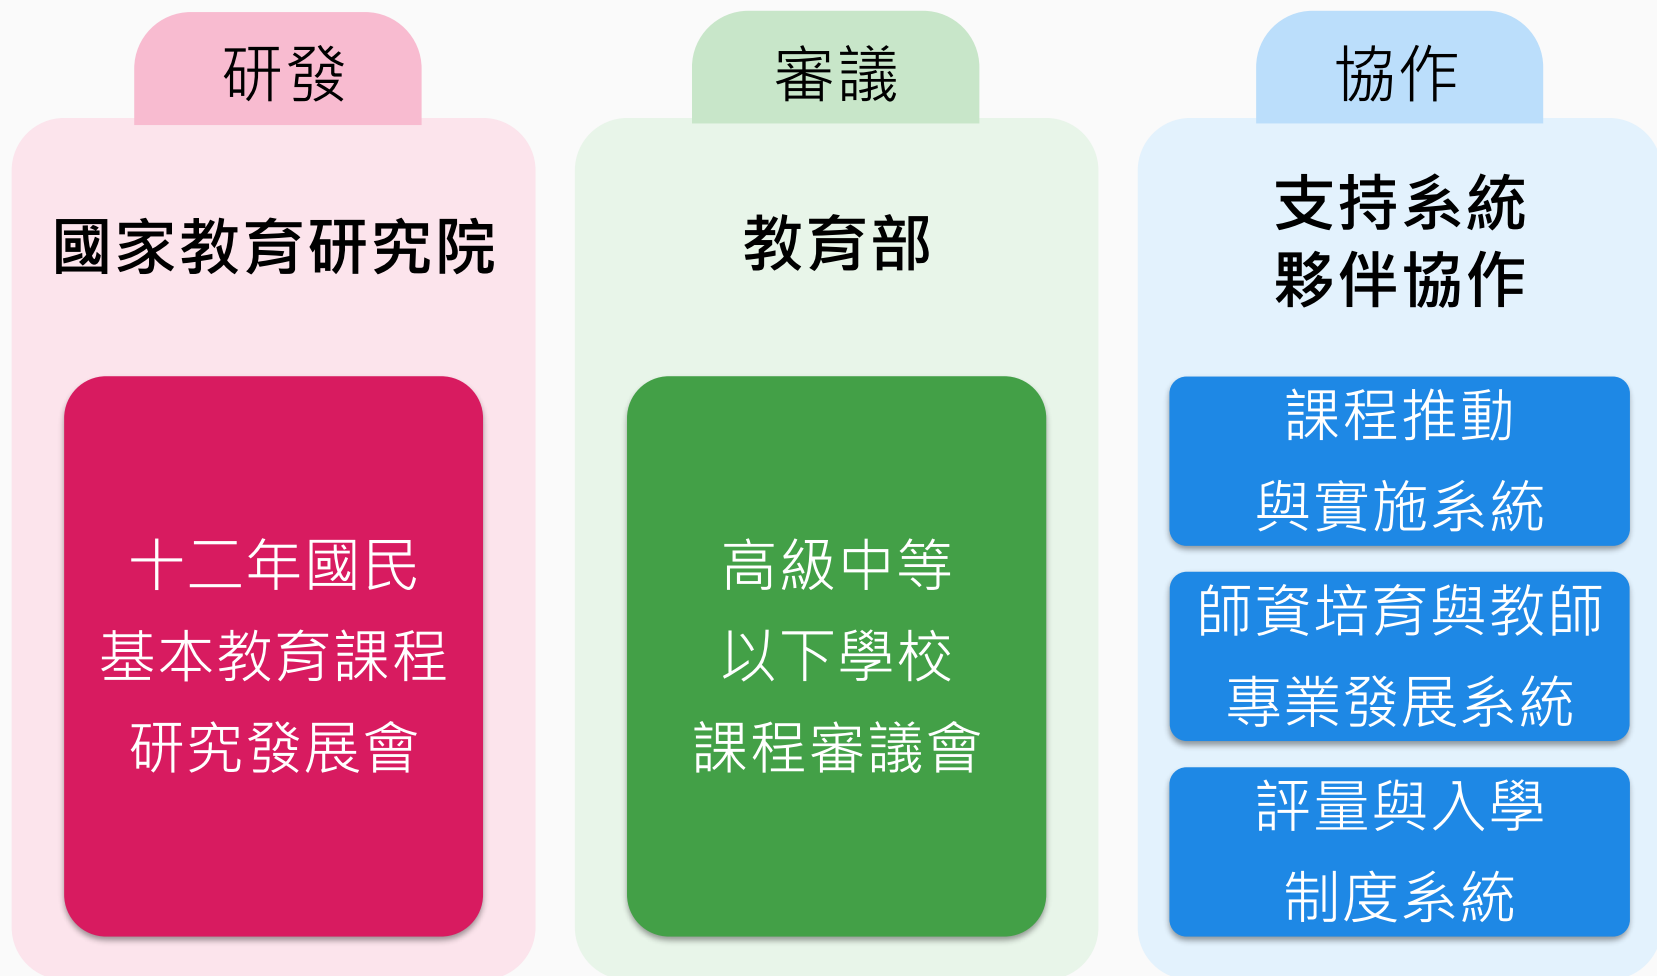 研發
國家教育研究院
十二年國民
基本教育課程
研究發展會
審議
教育部
高級中等
以下學校
課程審議會
協作
支持系統
夥伴協作
課程推動
與實施系統
師資培育與教師
專業發展系統
評量與入學
制度系統